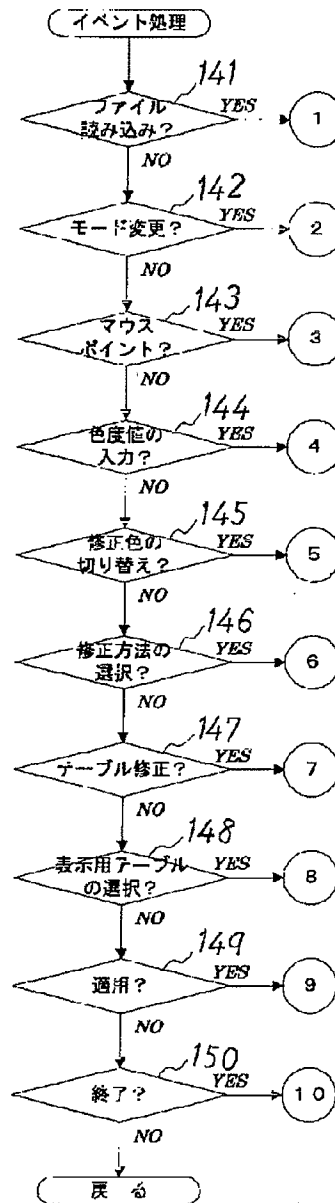 イベント処理
141
ファイル
読み込み?
YES
1
NO
142
モード変更?
YES
2
NO
143
マウス
ポイント?
YES
3
NO
144
色度値の
入力?
YES
4
NO
145
修正色の
切り替え?
YES
5
NO
146
修正方法の
選択?
YES
6
NO
147
テーブル修正?
YES
7
NO
148
表示用テーブル
の選択?
YES
8
NO
149
適用?
YES
9
NO
150
終了?
YES
10
NO
戻る